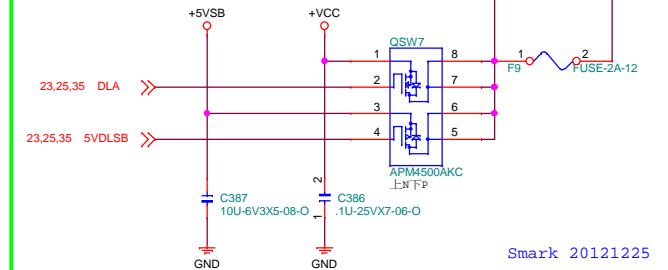 +5VSB +VCC
QSW7
1 8
F9 1 2 FUSE-2A-12
23,25,35 DLA 2 7
3 6
23,25,35 5VDLSB 4 5
APM4500AKC
上N下P
C387 2 C386
10U-6V3X5-08-O 1 .1U-25VX7-06-O
GND GND
Smark 20121225